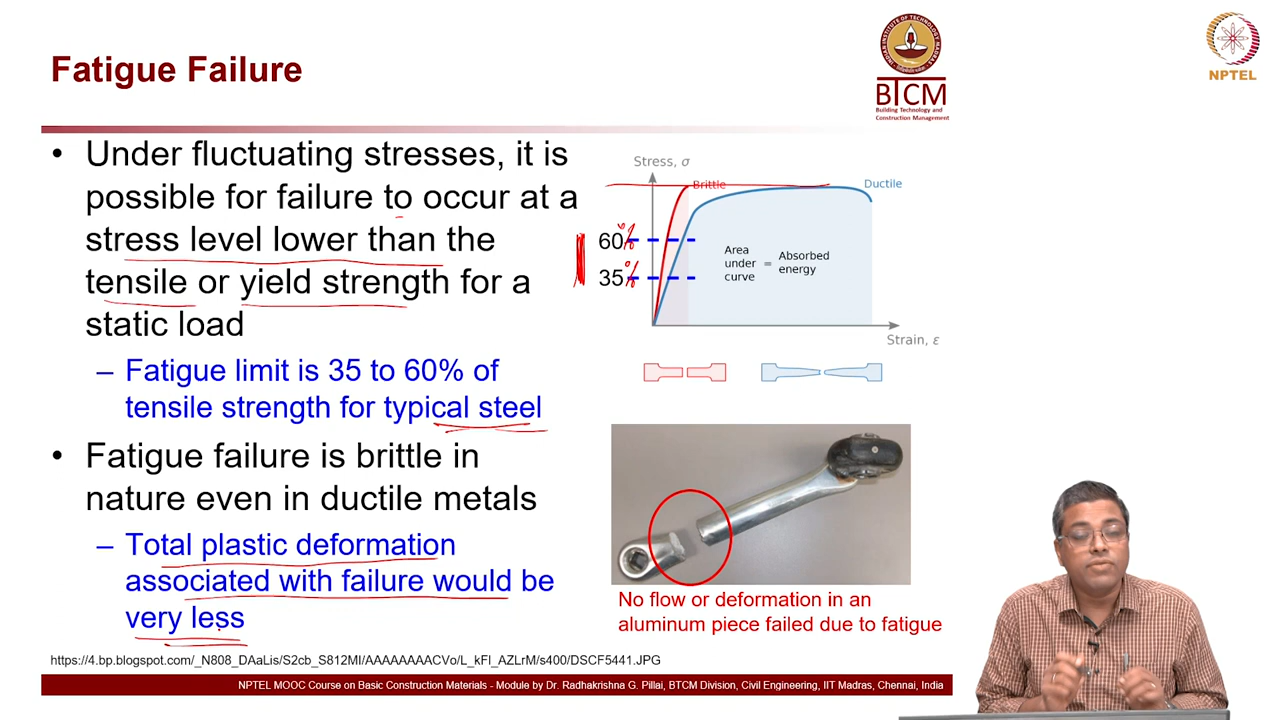 Fatigue Failure
INDIAN INSTITUTE OF TECHNOLOGY MADRAS
BTCM
Building Technology and
Construction Management
NPTEL
• Under fluctuating stresses, it is
possible for failure to occur at a
stress level lower than the
tensile or yield strength for a
static load
– Fatigue limit is 35 to 60% of
tensile strength for typical steel
• Fatigue failure is brittle in
nature even in ductile metals
– Total plastic deformation
associated with failure would be
very less
Stress, σ
Brittle
Ductile
60%
35%
Area
under
curve
=
Absorbed
energy
Strain, ε
No flow or deformation in an
aluminum piece failed due to fatigue
https://4.bp.blogspot.com/_N808_DAaLis/S2cb_S812MI/AAAAAAAACVo/L_kFl_AZLrM/s400/DSCF5441.JPG
NPTEL MOOC Course on Basic Construction Materials - Module by Dr. Radhakrishna G. Pillai, BTCM Division, Civil Engineering, IIT Madras, Chennai, India